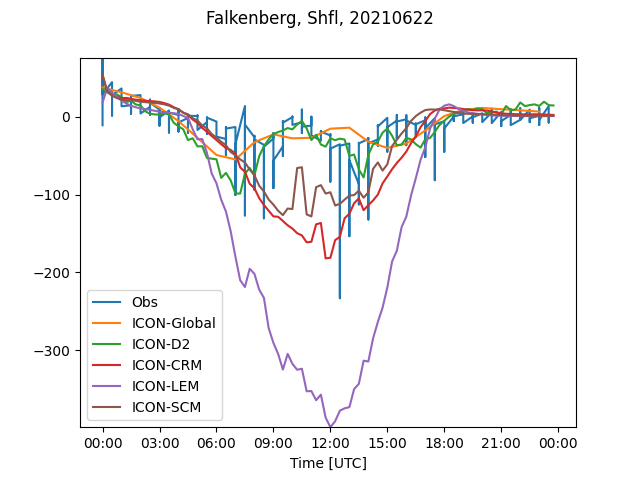 Falkenberg, Shfl, 20210622
0
−100
−200
−300
Obs
ICON-Global
ICON-D2
ICON-CRM
ICON-LEM
ICON-SCM
00:00 03:00 06:00 09:00 12:00 15:00 18:00 21:00 00:00
Time [UTC]